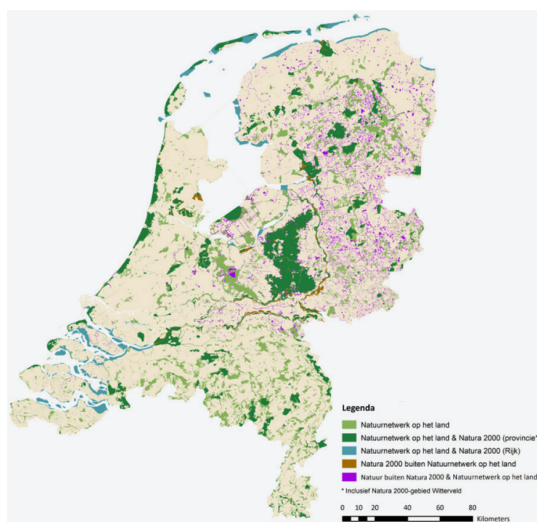 Legenda
Natuurnetwerk op het land
Natuurnetwerk op het land & Natura 2000 (provincie*
Natuurnetwerk op het land & Natura 2000 (Rijk)
Natura 2000 buiten Natuurnetwerk op het land
Natuur buiten Natura 2000 & Natuurnetwerk op het land
* Inclusief Natura 2000-gebied Witterveld
0 10 20 40 60 80
Kilometers